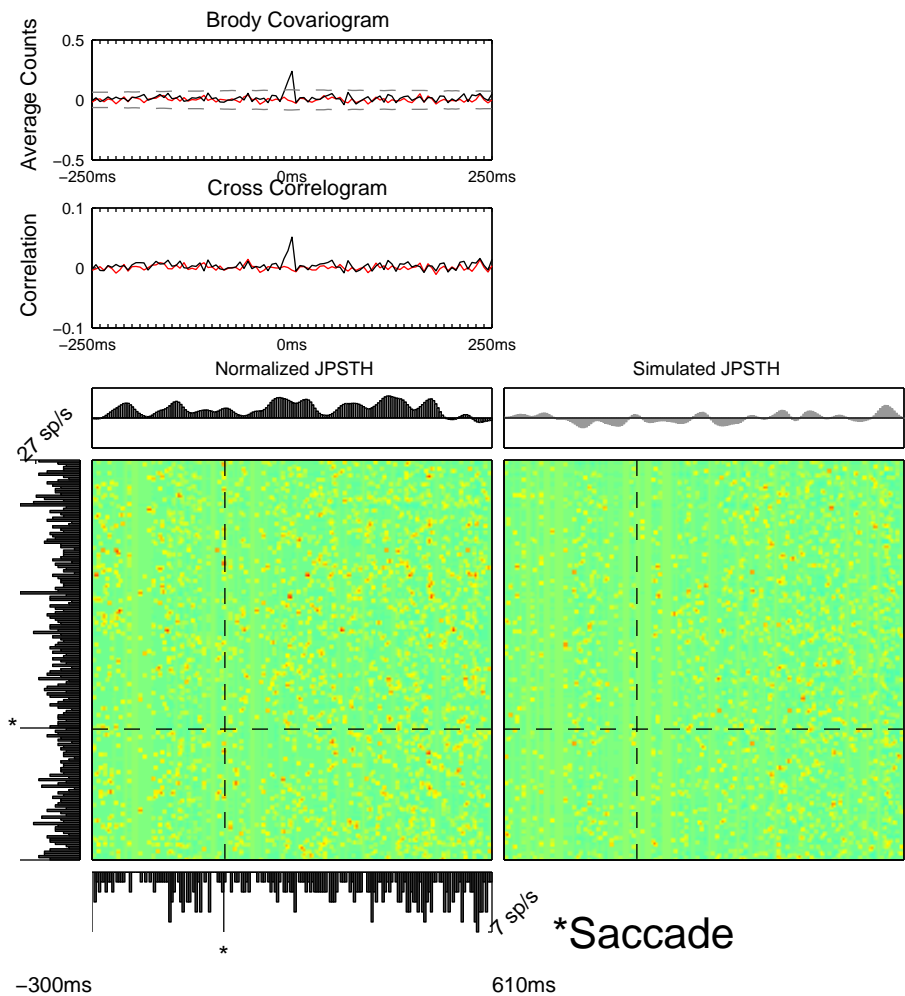 Brody Covariogram
Average Counts
0.5
0
−0.5
−250ms
0ms
250ms
Cross Correlogram
Correlation
0.1
0
−0.1
−250ms
0ms
250ms
Normalized JPSTH
Simulated JPSTH
27 sp/s
*
7 sp/s
*
*Saccade
−300ms
610ms